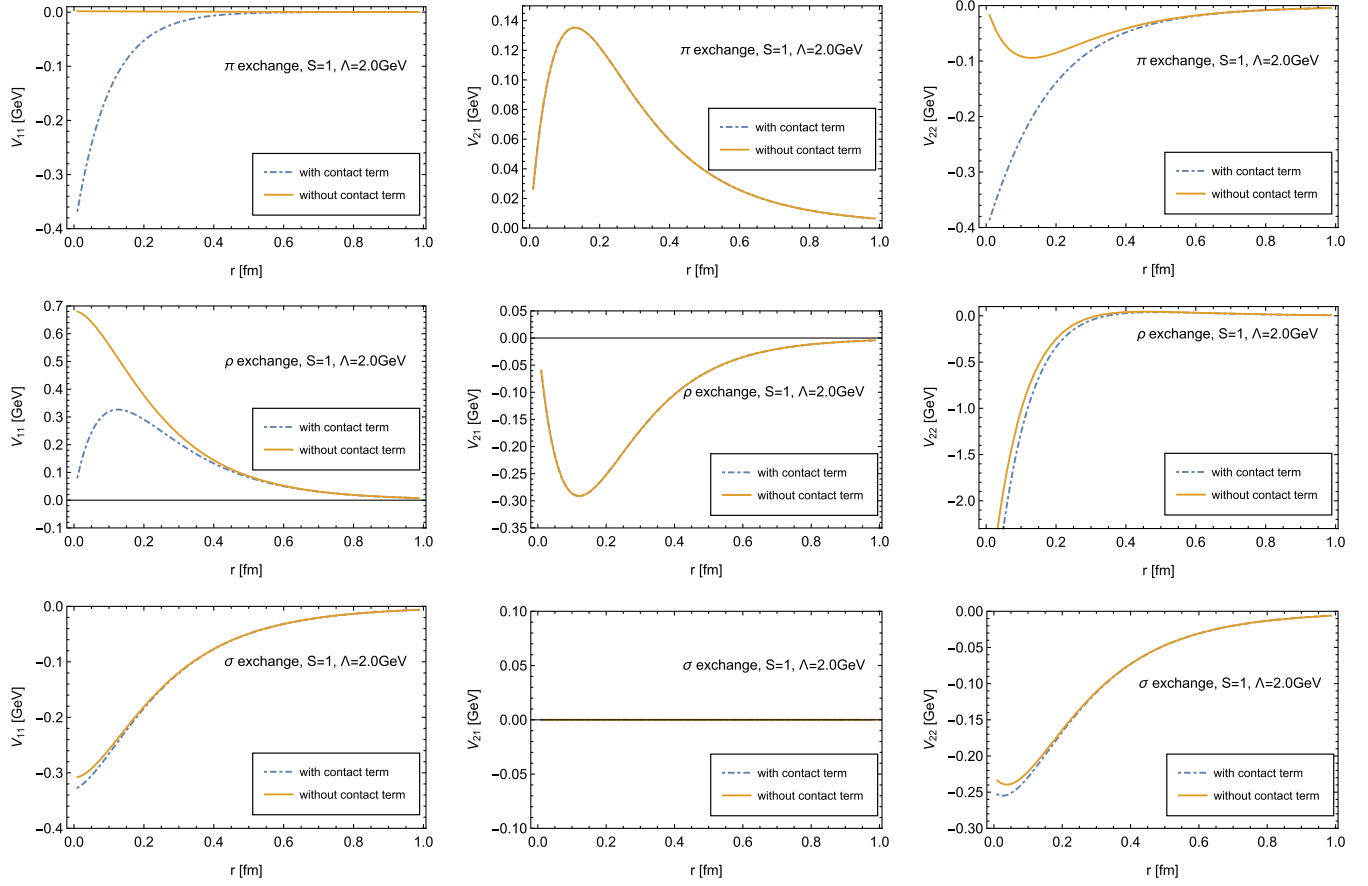 V11 [GeV]
0.0
−0.1
−0.2
−0.3
−0.4
π exchange, S=1, Λ=2.0GeV
with contact term
without contact term
0.0 0.2 0.4 0.6 0.8 1.0
r [fm]
V21 [GeV]
0.14
0.12
0.10
0.08
0.06
0.04
0.02
0.00
π exchange, S=1, Λ=2.0GeV
with contact term
without contact term
0.0 0.2 0.4 0.6 0.8 1.0
r [fm]
V22 [GeV]
0.0
−0.1
−0.2
−0.3
−0.4
π exchange, S=1, Λ=2.0GeV
with contact term
without contact term
0.0 0.2 0.4 0.6 0.8 1.0
r [fm]
V11 [GeV]
0.7
0.6
0.5
0.4
0.3
0.2
0.1
0.0
−0.1
ρ exchange, S=1, Λ=2.0GeV
with contact term
without contact term
0.0 0.2 0.4 0.6 0.8 1.0
r [fm]
V21 [GeV]
0.05
0.00
−0.05
−0.10
−0.15
−0.20
−0.25
−0.30
−0.35
ρ exchange, S=1, Λ=2.0GeV
with contact term
without contact term
0.0 0.2 0.4 0.6 0.8 1.0
r [fm]
V22 [GeV]
0.0
−0.5
−1.0
−1.5
−2.0
ρ exchange, S=1, Λ=2.0GeV
with contact term
without contact term
0.0 0.2 0.4 0.6 0.8 1.0
r [fm]
V11 [GeV]
0.0
−0.1
−0.2
−0.3
−0.4
σ exchange, S=1, Λ=2.0GeV
with contact term
without contact term
0.0 0.2 0.4 0.6 0.8 1.0
r [fm]
V21 [GeV]
0.10
0.05
0.00
−0.05
−0.10
σ exchange, S=1, Λ=2.0GeV
with contact term
without contact term
0.0 0.2 0.4 0.6 0.8 1.0
r [fm]
V22 [GeV]
0.00
−0.05
−0.10
−0.15
−0.20
−0.25
−0.30
σ exchange, S=1, Λ=2.0GeV
with contact term
without contact term
0.0 0.2 0.4 0.6 0.8 1.0
r [fm]